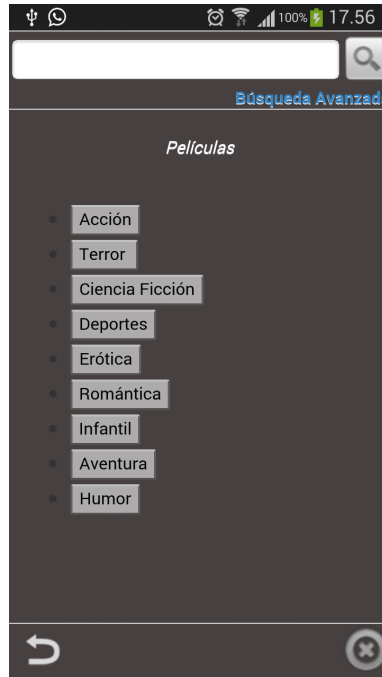 100% 17.56
Búsqueda Avanzad
Películas
Acción
Terror
Ciencia Ficción
Deportes
Erótica
Romántica
Infantil
Aventura
Humor